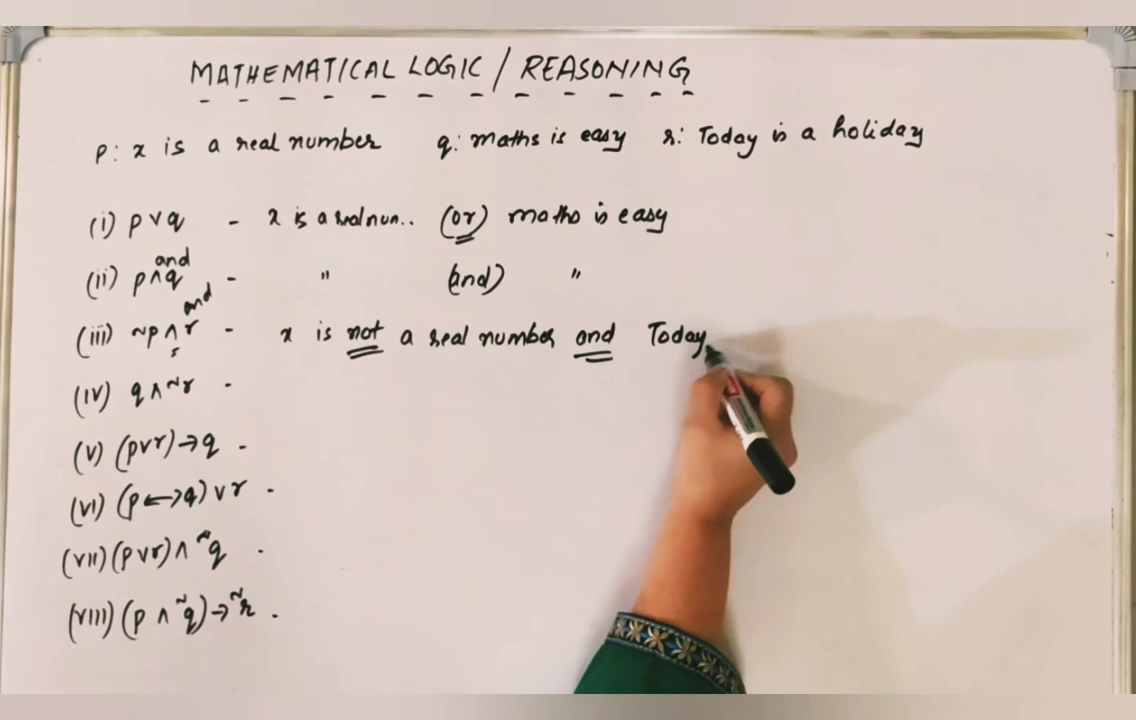 MATHEMATICAL LOGIC / REASONING
p: x is a real number q: maths is easy r: Today is a holiday
(i) p ∨ q - x is a real num.. (or) maths is easy
and
(ii) p ∧ q - " (and) "
and
(iii) ~p ∧ r - x is not a real number and Today
(iv) q ∧ ~r -
(v) (p ∨ r) → q -
(vi) (p ↔ q) ∨ r -
(vii) (p ∨ r) ∧ ~q -
(viii) (p ∧ ~q) → ~r -